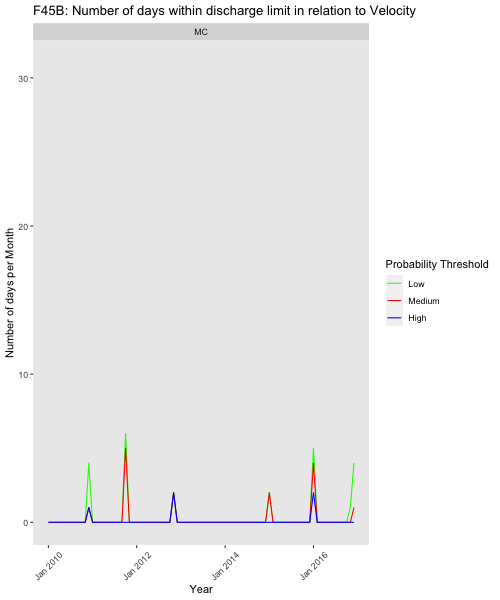 F45B: Number of days within discharge limit in relation to Velocity
MC
Number of days per Month
30
20
10
0
Jan 2010
Jan 2012
Jan 2014
Jan 2016
Year
Probability Threshold
Low
Medium
High